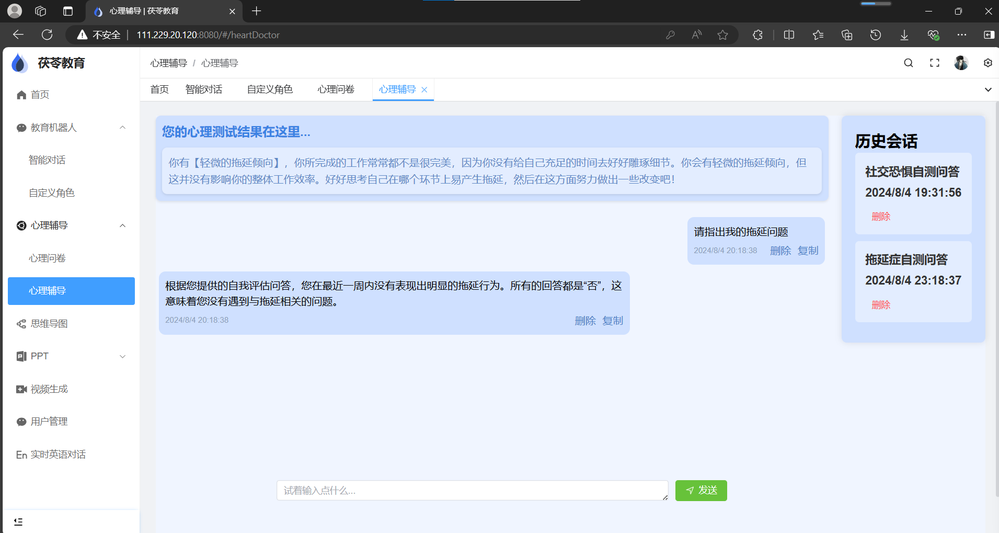 心理辅导 | 茯苓教育
不安全
111.229.20.120:8080/#/heartDoctor
茯苓教育
心理辅导 / 心理辅导
首页 智能对话 自定义角色 心理问卷 心理辅导
首页
教育机器人
智能对话
自定义角色
心理辅导
心理问卷
心理辅导
思维导图
PPT
视频生成
用户管理
En 实时英语对话
您的心理测试结果在这里...
你有【轻微的拖延倾向】，你所完成的工作常常都不是很完美，因为你没有给自己充足的时间去好好雕琢细节。你会有轻微的拖延倾向，但
这并没有影响你的整体工作效率。好好思考自己在哪个环节上易产生拖延，然后在这方面努力做出一些改变吧！
请指出我的拖延问题
2024/8/4 20:18:38 删除 复制
根据您提供的自我评估问答，您在最近一周内没有表现出明显的拖延行为。所有的回答都是“否”，这
意味着您没有遇到与拖延相关的问题。
2024/8/4 20:18:38 删除 复制
试着输入点什么...
发送
历史会话
社交恐惧自测问答
2024/8/4 19:31:56
删除
拖延症自测问答
2024/8/4 23:18:37
删除